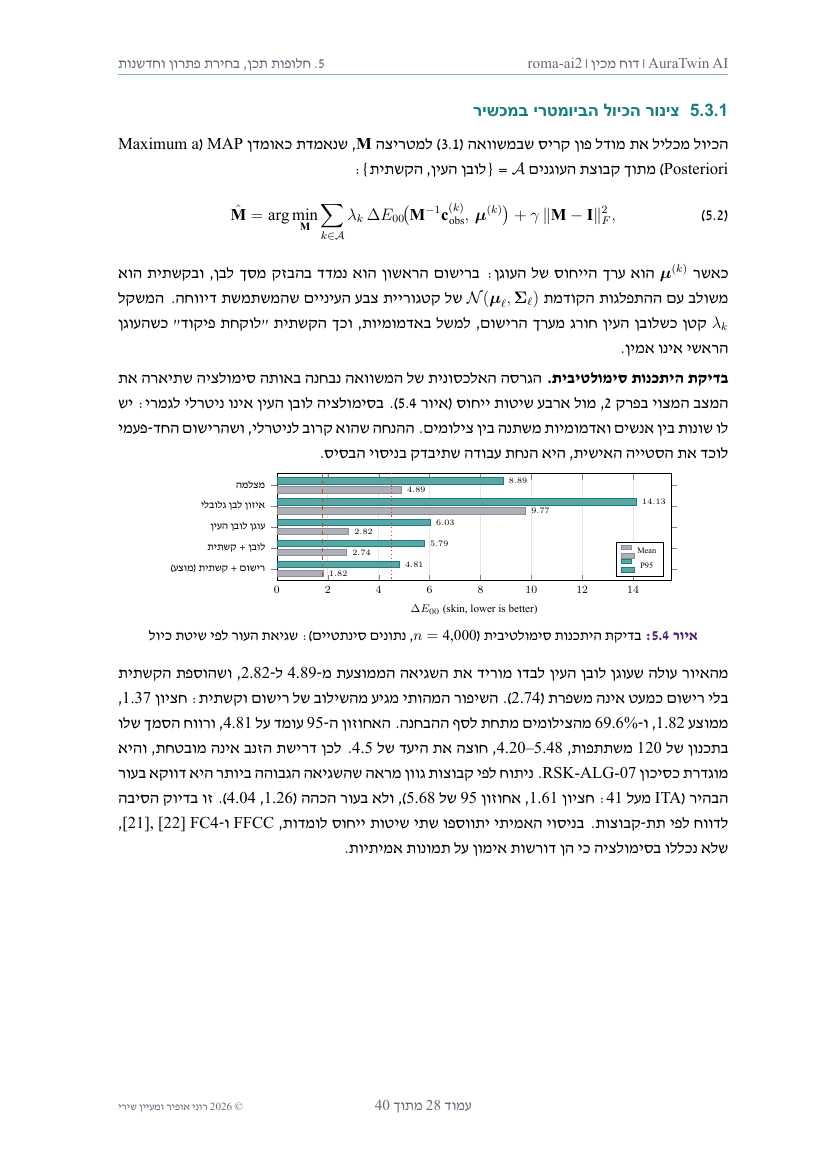 AuraTwin AI | דוח מכין | roma-ai2
5. חלופות תכן, בחירת פתרון וחדשנות
5.3.1 צינור הכיול הביומטרי במכשיר
הכיול מכליל את מודל פון קריס שבמשוואה (3.1) למטריצה M, שנאמדת כאומדן MAP (Maximum a
Posteriori) מתוך קבוצת העוגנים A = {לובן העין, הקשתית}:
M̂ = arg min_M ∑_{k∈A} λ_k ΔE_00(M^{-1}c_obs^{(k)}, μ^{(k)}) + γ ‖M − I‖_F^2, (5.2)
כאשר μ^{(k)} הוא ערך הייחוס של העוגן: ברישום הראשון הוא נמדד בהבזק מסך לבן, ובקשתית הוא
משולב עם ההתפלגות הקודמת N(μ_ℓ, Σ_ℓ) של קטגוריית צבע העיניים שהמשתמשת דיווחה. המשקל
λ_k קטן כשלובן העין חורג מערך הרישום, למשל באדמומיות, וכך הקשתית ״לוקחת פיקוד״ כשהעוגן
הראשי אינו אמין.
בדיקת היתכנות סימולטיבית. הגרסה האלכסונית של המשוואה נבחנה באותה סימולציה שתיארה את
המצב המצוי בפרק 2, מול ארבע שיטות ייחוס (איור 5.4). בסימולציה לובן העין אינו ניטרלי לגמרי: יש
לו שונות בין אנשים ואדמומיות משתנה בין צילומים. ההנחה שהוא קרוב לניטרלי, ושהרישום החד-פעמי
לוכד את הסטייה האישית, היא הנחת עבודה שתיבדק בניסוי הבסיס.
מצלמה 8.89 4.89
איזון לבן גלובלי 14.13 9.77
עוגן לובן העין 6.03 2.82
לובן + קשתית 5.79 2.74
רישום + קשתית (מוצע) 4.81 1.82
Mean
P95
0 2 4 6 8 10 12 14
ΔE_00 (skin, lower is better)
איור 5.4: בדיקת היתכנות סימולטיבית (n = 4,000, נתונים סינתטיים): שגיאת העור לפי שיטת כיול
מהאיור עולה שעוגן לובן העין לבדו מוריד את השגיאה הממוצעת מ-4.89 ל-2.82, ושהוספת הקשתית
בלי רישום כמעט אינה משפרת (2.74). השיפור המהותי מגיע מהשילוב של רישום וקשתית: חציון 1.37,
ממוצע 1.82, ו-69.6% מהצילומים מתחת לסף ההבחנה. האחוזון ה-95 עומד על 4.81, ורווח הסמך שלו
בתכנון של 120 משתתפות, 4.20–5.48, חוצה את היעד של 4.5. לכן דרישת הזנב אינה מובטחת, והיא
מוגדרת כסיכון RSK-ALG-07. ניתוח לפי קבוצות גוון מראה שהשגיאה הגבוהה ביותר היא דווקא בעור
הבהיר (ITA מעל 41: חציון 1.61, אחוזון 95 של 5.68), ולא בעור הכהה (1.26, 4.04). זו בדיוק הסיבה
לדווח לפי תת-קבוצות. בניסוי האמיתי יתווספו שתי שיטות ייחוס לומדות, FFCC ו-FC4 [21], [22],
שלא נכללו בסימולציה כי הן דורשות אימון על תמונות אמיתיות.
עמוד 28 מתוך 40
© 2026 רוני אופיר ומעיין שירי